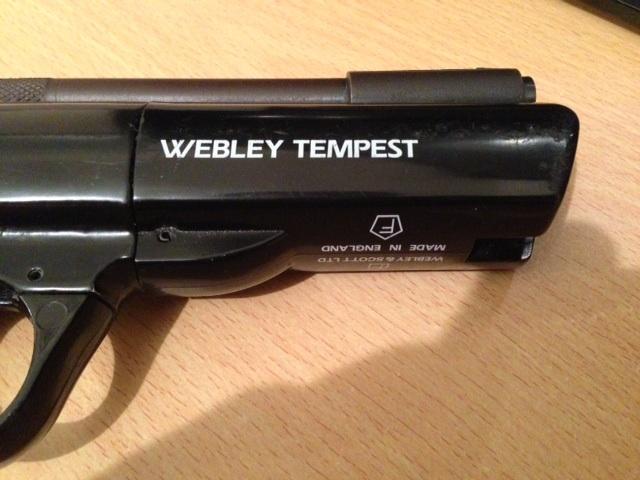 WEBLEY TEMPEST
F
MADE IN ENGLAND
WEBLEY & SCOTT LTD